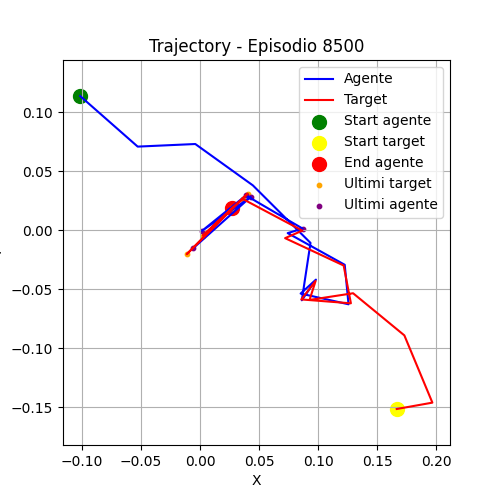 Trajectory - Episodio 8500
Agente
Target
Start agente
Start target
End agente
Ultimi target
Ultimi agente
0.10
0.05
0.00
−0.05
−0.10
−0.15
−0.10
−0.05
0.00
0.05
0.10
0.15
0.20
X